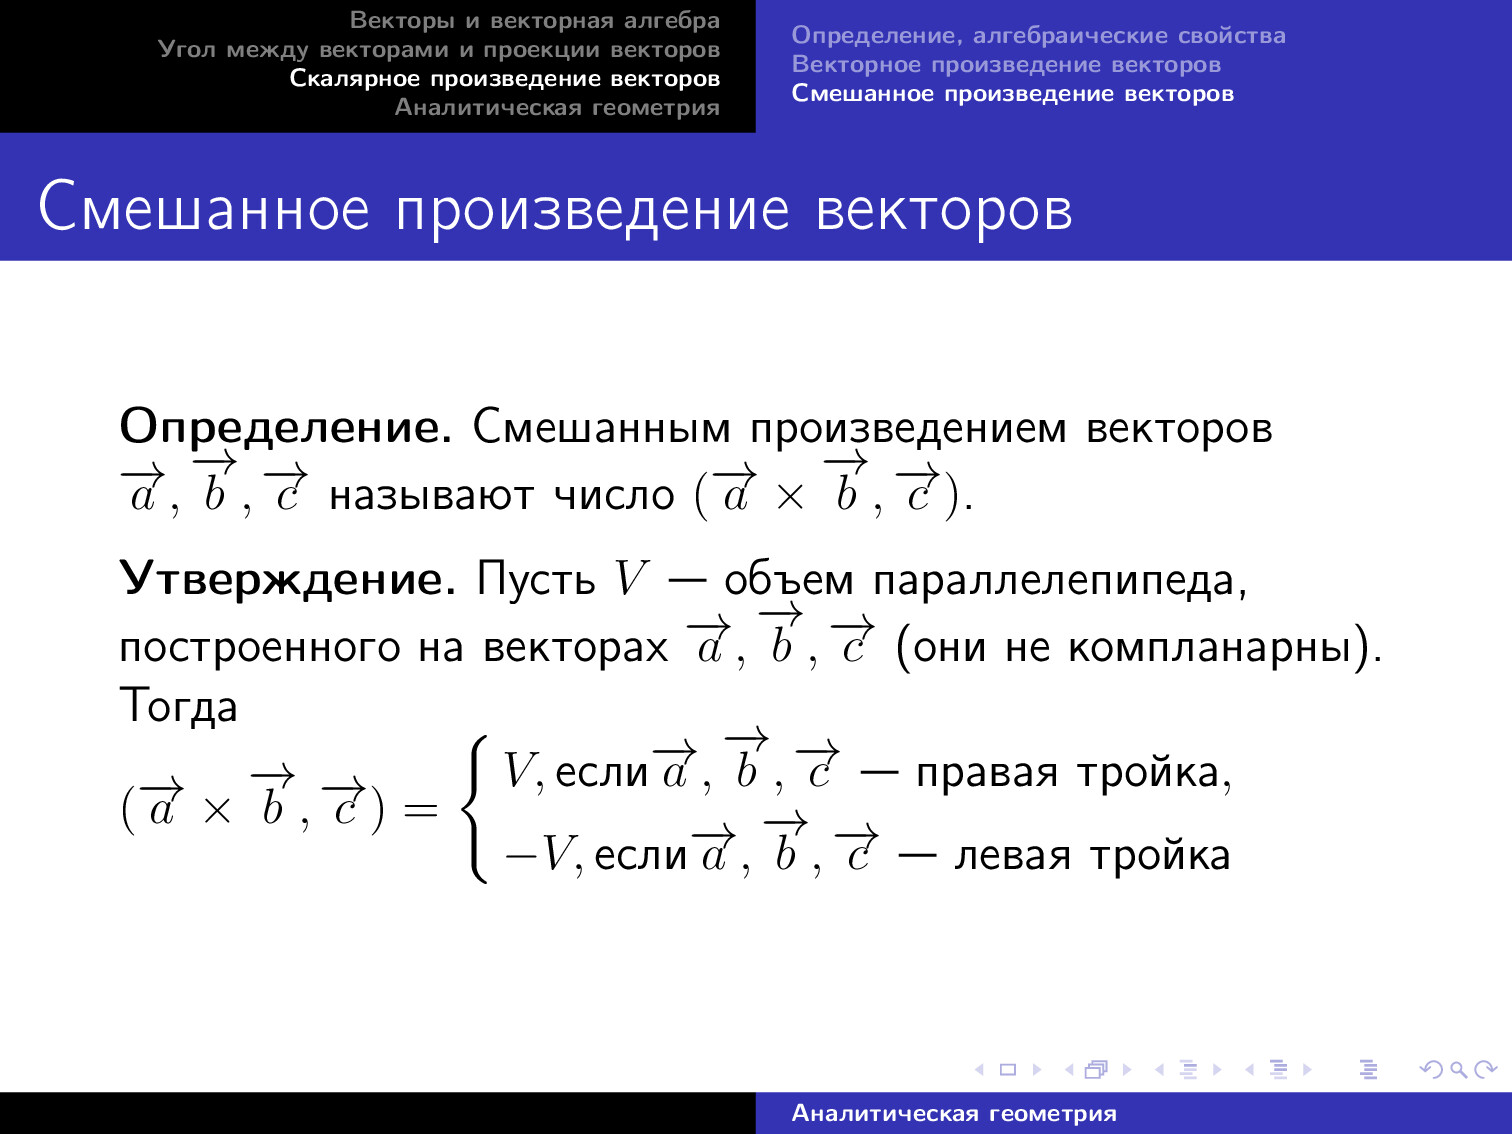 Векторы и векторная алгебра
Угол между векторами и проекции векторов
Скалярное произведение векторов
Аналитическая геометрия
Определение, алгебраические свойства
Векторное произведение векторов
Смешанное произведение векторов
Смешанное произведение векторов
Определение. Смешанным произведением векторов
$\overrightarrow{a}, \overrightarrow{b}, \overrightarrow{c}$ называют число $(\overrightarrow{a} \times \overrightarrow{b}, \overrightarrow{c})$.
Утверждение. Пусть $V$ — объем параллелепипеда,
построенного на векторах $\overrightarrow{a}, \overrightarrow{b}, \overrightarrow{c}$ (они не компланарны).
Тогда
$(\overrightarrow{a} \times \overrightarrow{b}, \overrightarrow{c}) = \begin{cases} V, \text{если } \overrightarrow{a}, \overrightarrow{b}, \overrightarrow{c} \text{ — правая тройка,} \\ -V, \text{если } \overrightarrow{a}, \overrightarrow{b}, \overrightarrow{c} \text{ — левая тройка} \end{cases}$
Аналитическая геометрия